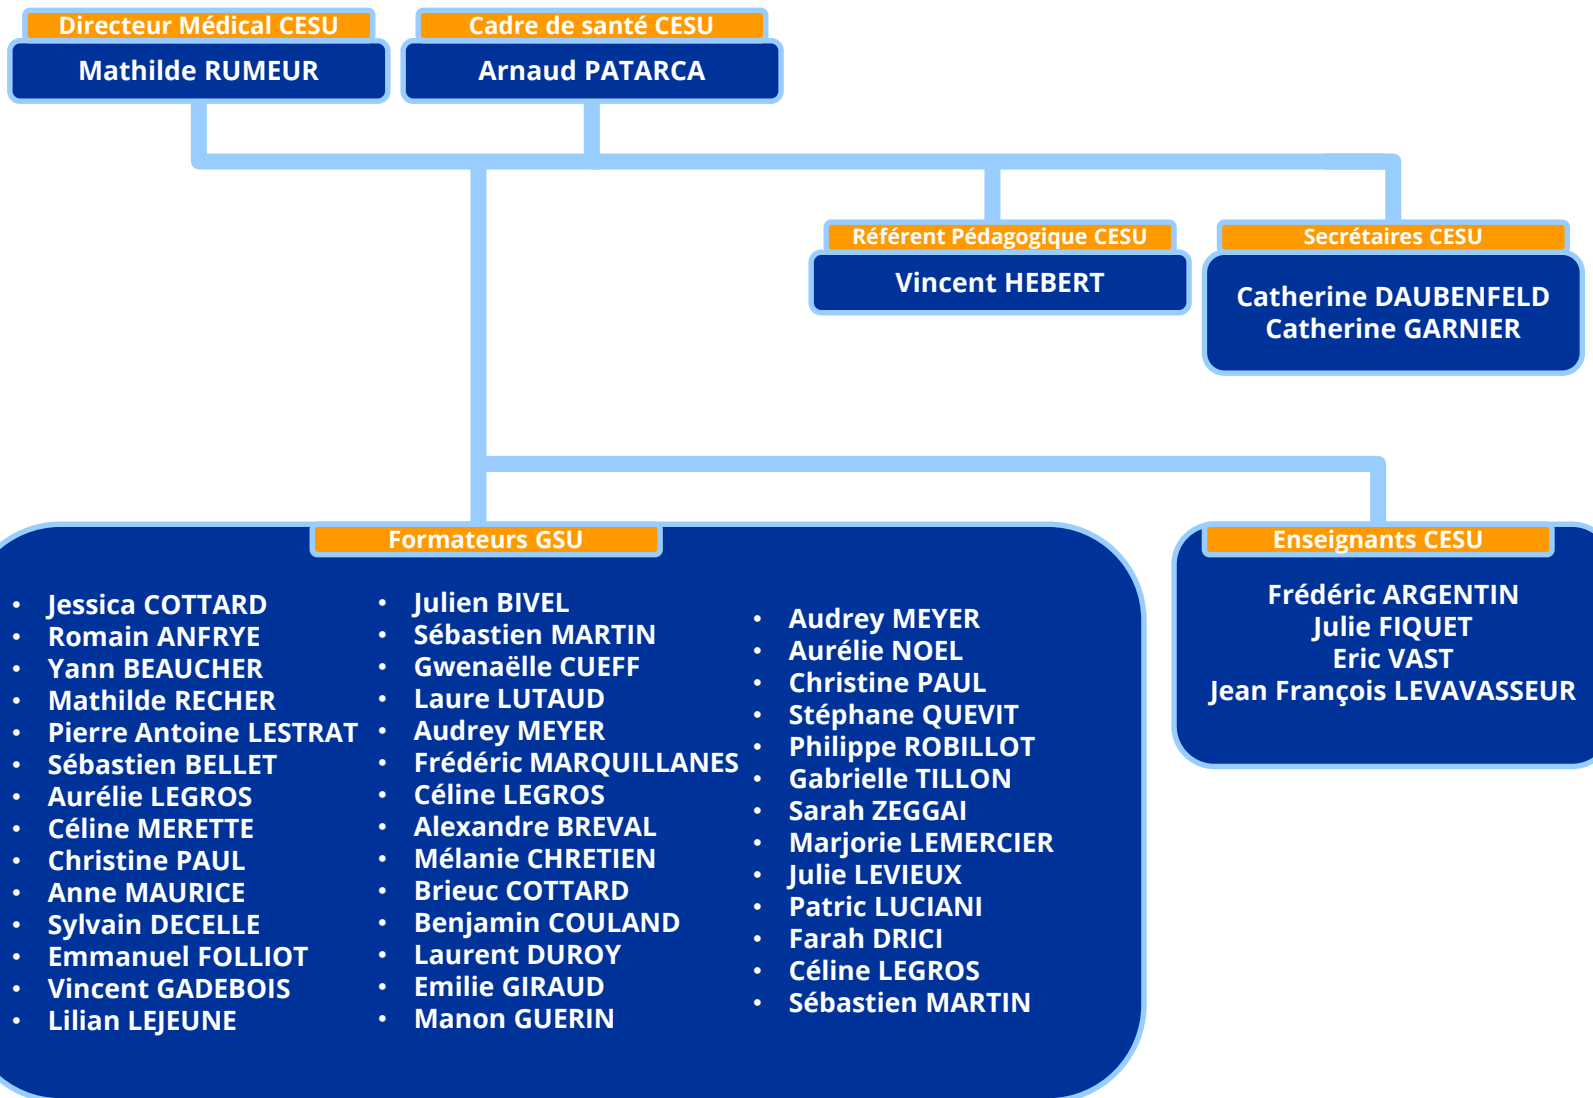 Directeur Médical CESU
Mathilde RUMEUR
Cadre de santé CESU
Arnaud PATARCA
Référent Pédagogique CESU
Vincent HEBERT
Secrétaires CESU
Catherine DAUBENFELD
Catherine GARNIER
Formateurs GSU
• Jessica COTTARD
• Romain ANFRYE
• Yann BEAUCHER
• Mathilde RECHER
• Pierre Antoine LESTRAT
• Sébastien BELLET
• Aurélie LEGROS
• Céline MERETTE
• Christine PAUL
• Anne MAURICE
• Sylvain DECELLE
• Emmanuel FOLLIOT
• Vincent GADEBOIS
• Lilian LEJEUNE
• Julien BIVEL
• Sébastien MARTIN
• Gwenaëlle CUEFF
• Laure LUTAUD
• Audrey MEYER
• Frédéric MARQUILLANES
• Céline LEGROS
• Alexandre BREVAL
• Mélanie CHRETIEN
• Brieuc COTTARD
• Benjamin COULAND
• Laurent DUROY
• Emilie GIRAUD
• Manon GUERIN
• Audrey MEYER
• Aurélie NOEL
• Christine PAUL
• Stéphane QUEVIT
• Philippe ROBILLOT
• Gabrielle TILLON
• Sarah ZEGGAI
• Marjorie LEMERCIER
• Julie LEVIEUX
• Patric LUCIANI
• Farah DRICI
• Céline LEGROS
• Sébastien MARTIN
Enseignants CESU
Frédéric ARGENTIN
Julie FIQUET
Eric VAST
Jean François LEVAVASSEUR